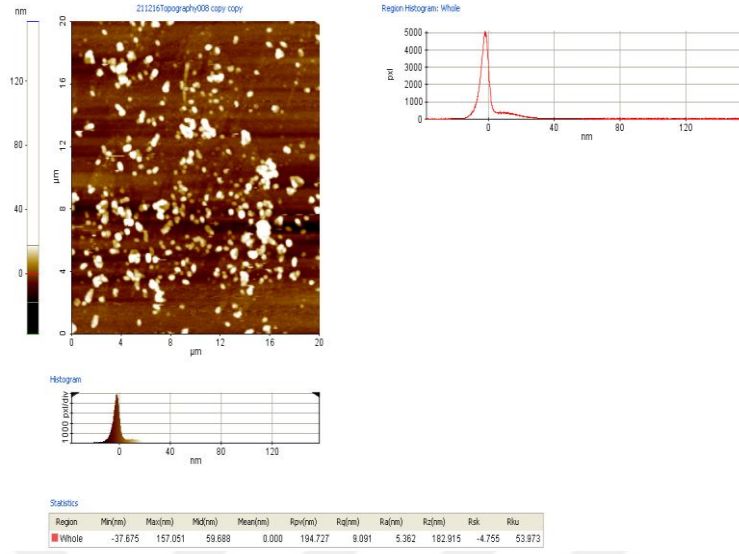 nm
211216Topography008 copy copy
Region Histogram: Whole
120
80
40
0
20
16
12
8
4
0
µm
0 4 8 12 16 20
µm
pxl
5000
4000
3000
2000
1000
0
0 40 80 120
nm
Histogram
1000 pxl/div
0 40 80 120
nm
Statistics
Region Min(nm) Max(nm) Mid(nm) Mean(nm) Rpv(nm) Rq(nm) Ra(nm) Rz(nm) Rsk Rku
Whole -37.675 157.051 59.688 0.000 194.727 9.091 5.362 182.915 -4.755 53.973